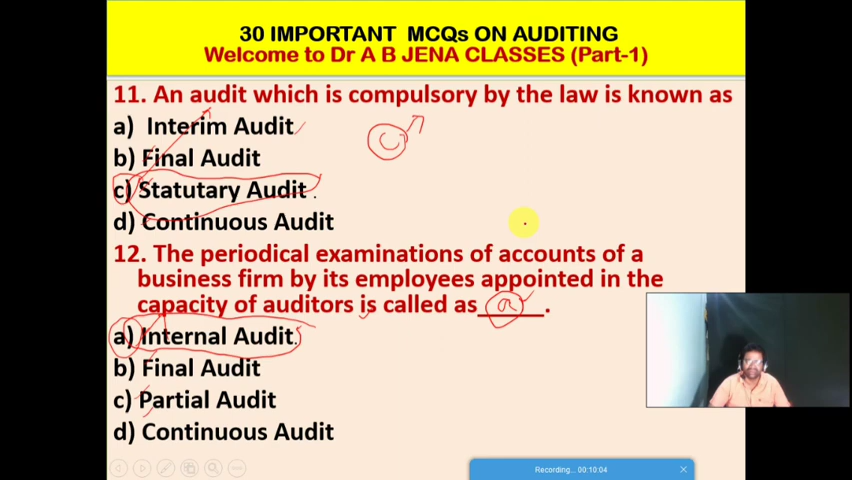 30 IMPORTANT MCQs ON AUDITING
Welcome to Dr A B JENA CLASSES (Part-1)
11. An audit which is compulsory by the law is known as
a) Interim Audit
b) Final Audit
c) Statutary Audit .
d) Continuous Audit
C
12. The periodical examinations of accounts of a
business firm by its employees appointed in the
capacity of auditors is called as ______.
a
a) Internal Audit.
b) Final Audit
c) Partial Audit
d) Continuous Audit
Recording... 00:10:04